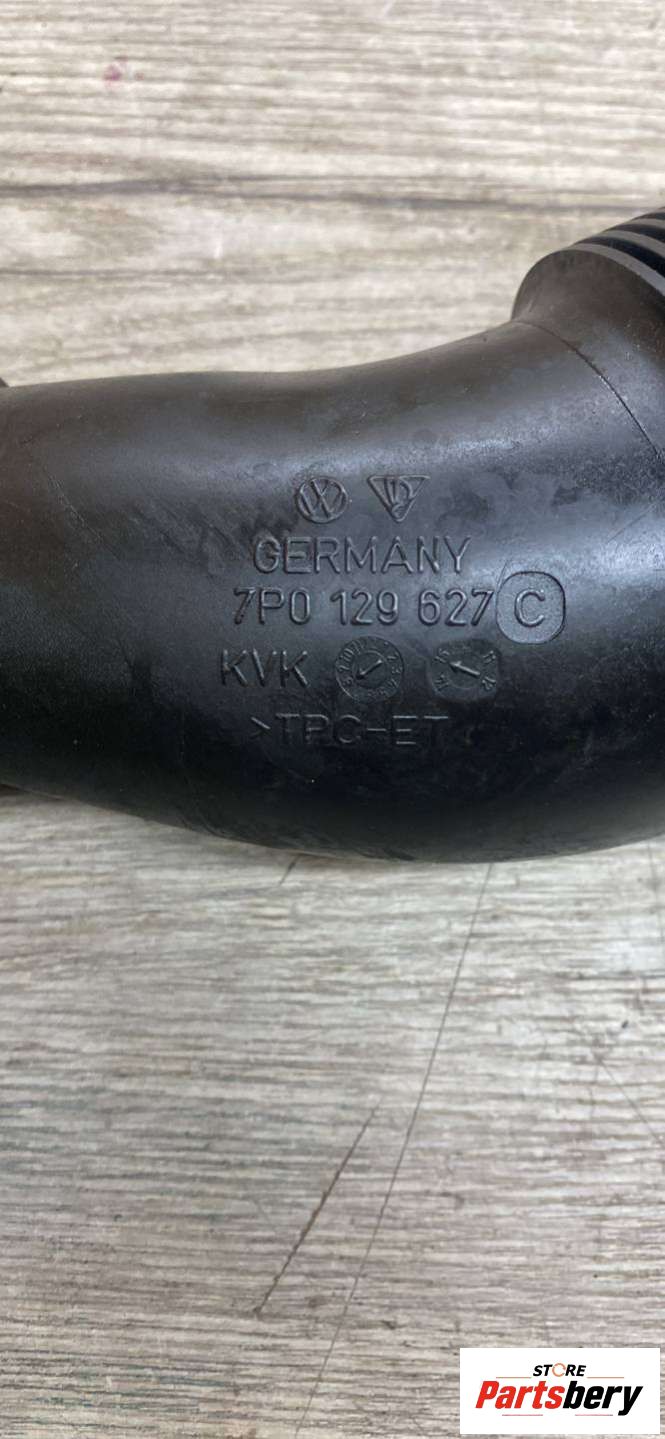 GERMANY
7P0 129 627 C
KVK
>TPC-ET
STORE
Partsbery